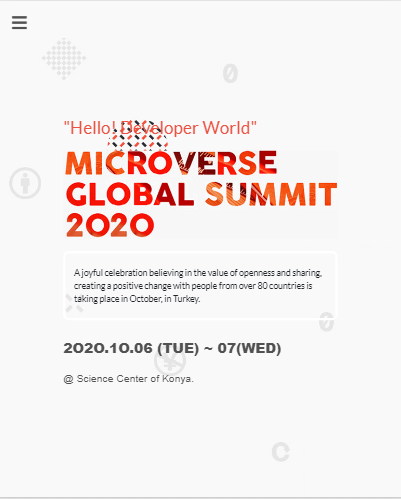 "Hello! Developer World"
MICROVERSE
GLOBAL SUMMIT
2020
A joyful celebration believing in the value of openness and sharing,
creating a positive change with people from over 80 countries is
taking place in October, in Turkey.
2020.10.06 (TUE) ~ 07(WED)
@ Science Center of Konya.